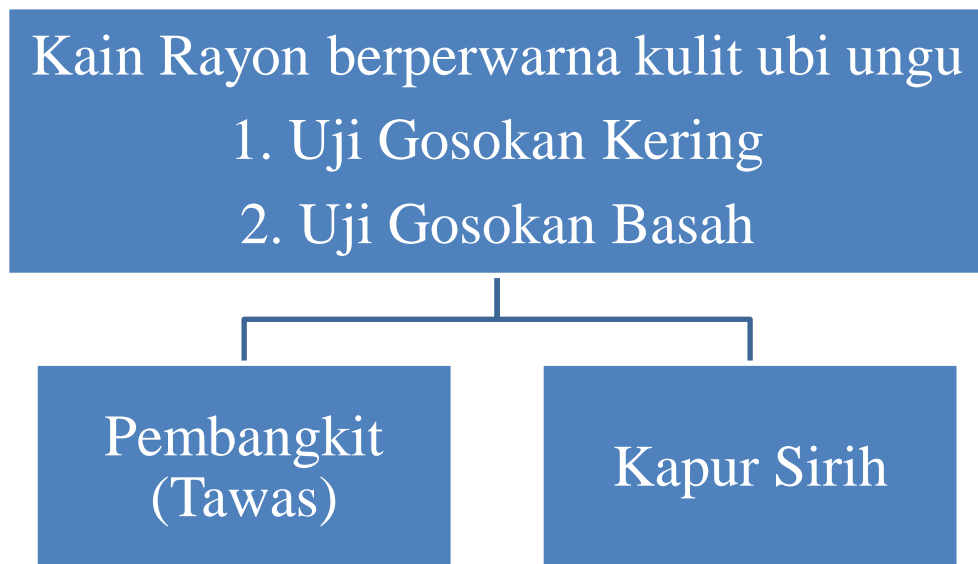 Kain Rayon berperwarna kulit ubi ungu
1. Uji Gosokan Kering
2. Uji Gosokan Basah
Pembangkit
(Tawas)
Kapur Sirih